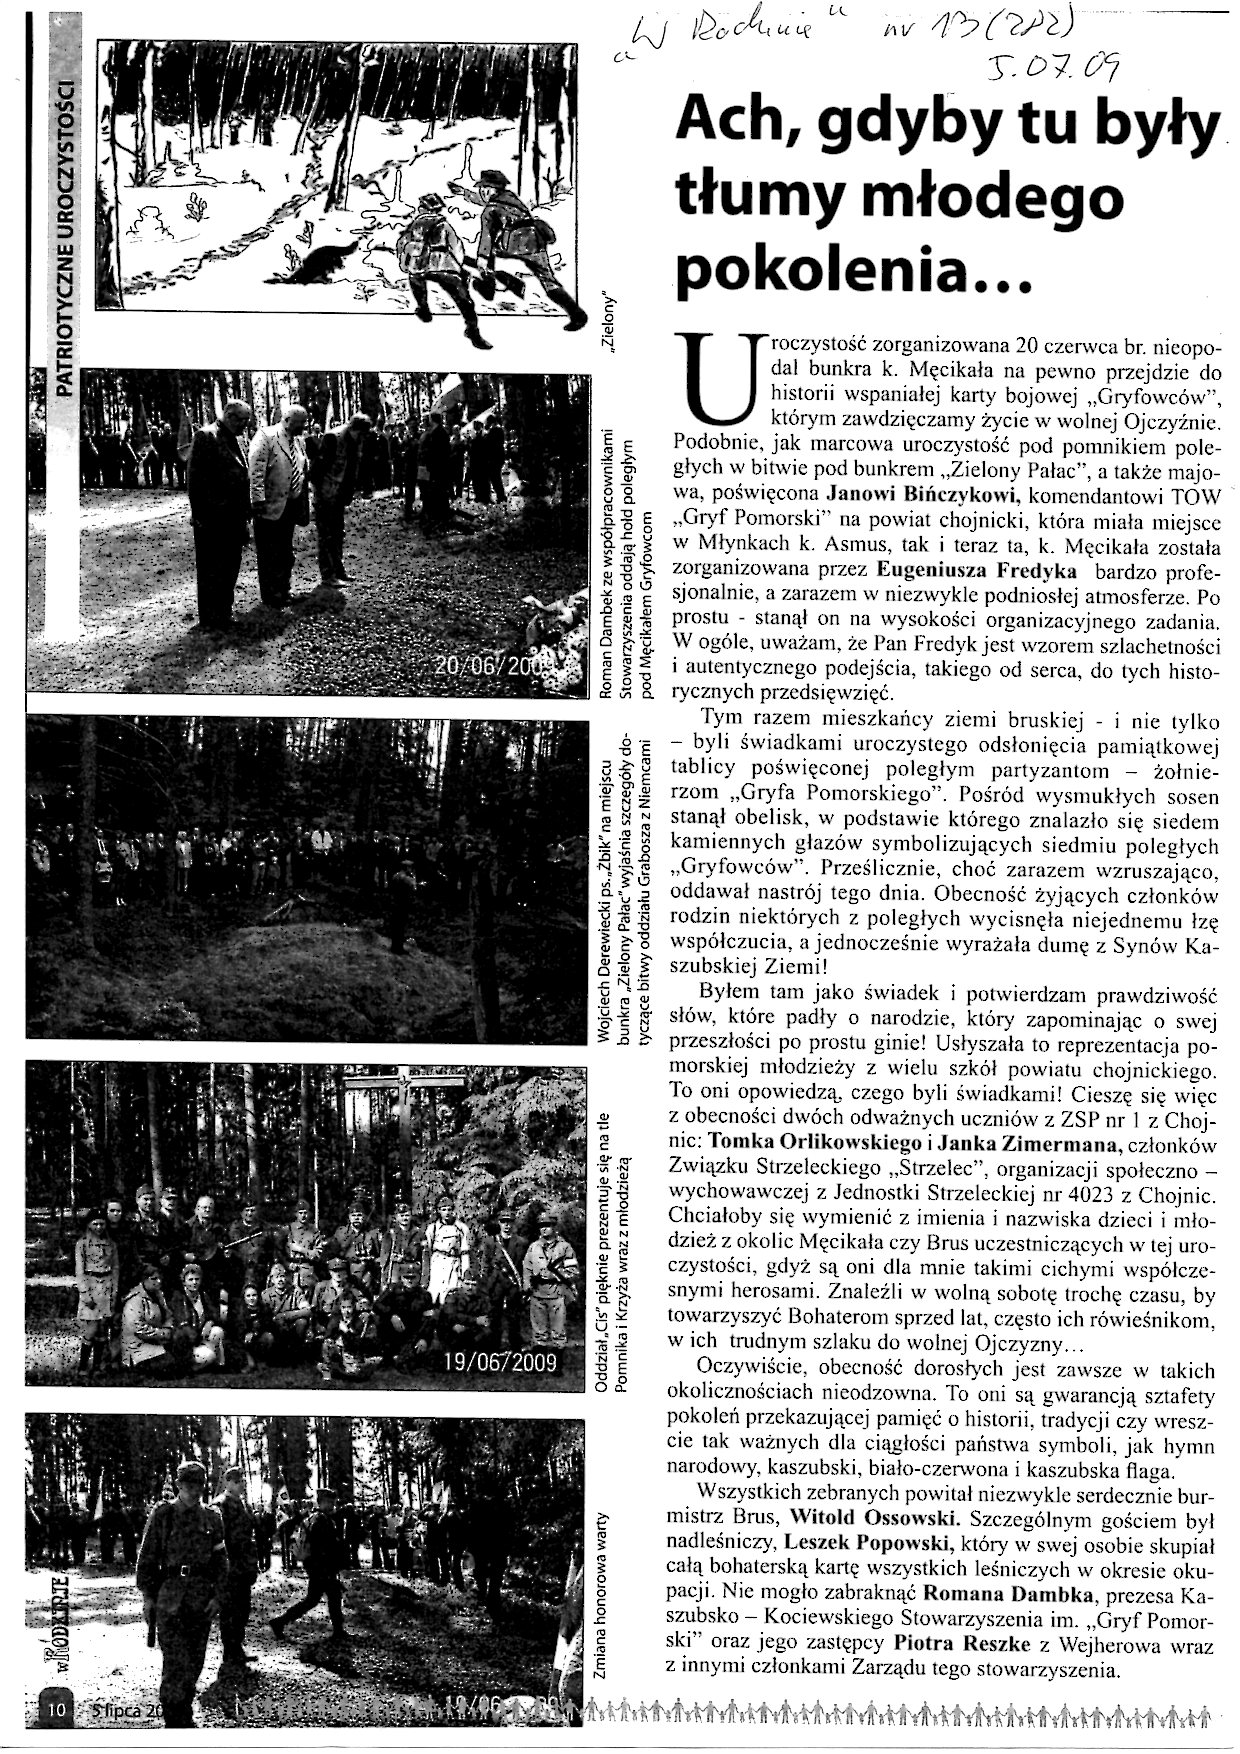 „W Rodzinie" nr 13 (282)
5.07.09
PATRIOTYCZNE UROCZYSTOŚCI
Ach, gdyby tu były
tłumy młodego
pokolenia...
„Zielony"
Roman Dambek ze współpracownikami
Stowarzyszenia oddają hołd poległym
pod Męcikałem Gryfowcom
20/06/2009
Wojciech Derewiecki ps. „Żbik" na miejscu
bunkra „Zielony Pałac" wyjaśnia szczegóły do-
tyczące bitwy oddziału Grabosza z Niemcami
Oddział „Cis" pięknie prezentuje się na tle
Pomnika i Krzyża wraz z młodzieżą
19/06/2009
Zmiana honorowa warty
Uroczystość zorganizowana 20 czerwca br. nieopo-
dal bunkra k. Męcikała na pewno przejdzie do
historii wspaniałej karty bojowej „Gryfowców”,
którym zawdzięczamy życie w wolnej Ojczyźnie.
Podobnie, jak marcowa uroczystość pod pomnikiem pole-
głych w bitwie pod bunkrem „Zielony Pałac”, a także majo-
wa, poświęcona Janowi Bińczykowi, komendantowi TOW
„Gryf Pomorski” na powiat chojnicki, która miała miejsce
w Młynkach k. Asmus, tak i teraz ta, k. Męcikała została
zorganizowana przez Eugeniusza Fredyka bardzo profe-
sjonalnie, a zarazem w niezwykle podniosłej atmosferze. Po
prostu - stanął on na wysokości organizacyjnego zadania.
W ogóle, uważam, że Pan Fredyk jest wzorem szlachetności
i autentycznego podejścia, takiego od serca, do tych histo-
rycznych przedsięwzięć.
Tym razem mieszkańcy ziemi bruskiej - i nie tylko
– byli świadkami uroczystego odsłonięcia pamiątkowej
tablicy poświęconej poległym partyzantom – żołnie-
rzom „Gryfa Pomorskiego”. Pośród wysmukłych sosen
stanął obelisk, w podstawie którego znalazło się siedem
kamiennych głazów symbolizujących siedmiu poległych
„Gryfowców”. Prześlicznie, choć zarazem wzruszająco,
oddawał nastrój tego dnia. Obecność żyjących członków
rodzin niektórych z poległych wycisnęła niejednemu łzę
współczucia, a jednocześnie wyrażała dumę z Synów Ka-
szubskiej Ziemi!
Byłem tam jako świadek i potwierdzam prawdziwość
słów, które padły o narodzie, który zapominając o swej
przeszłości po prostu ginie! Usłyszała to reprezentacja po-
morskiej młodzieży z wielu szkół powiatu chojnickiego.
To oni opowiedzą, czego byli świadkami! Cieszę się więc
z obecności dwóch odważnych uczniów z ZSP nr 1 z Choj-
nic: Tomka Orlikowskiego i Janka Zimermana, członków
Związku Strzeleckiego „Strzelec”, organizacji społeczno –
wychowawczej z Jednostki Strzeleckiej nr 4023 z Chojnic.
Chciałoby się wymienić z imienia i nazwiska dzieci i mło-
dzież z okolic Męcikała czy Brus uczestniczących w tej uro-
czystości, gdyż są oni dla mnie takimi cichymi współcze-
snymi herosami. Znaleźli w wolną sobotę trochę czasu, by
towarzyszyć Bohaterom sprzed lat, często ich rówieśnikom,
w ich trudnym szlaku do wolnej Ojczyzny...
Oczywiście, obecność dorosłych jest zawsze w takich
okolicznościach nieodzowna. To oni są gwarancją sztafety
pokoleń przekazującej pamięć o historii, tradycji czy wresz-
cie tak ważnych dla ciągłości państwa symboli, jak hymn
narodowy, kaszubski, biało-czerwona i kaszubska flaga.
Wszystkich zebranych powitał niezwykle serdecznie bur-
mistrz Brus, Witold Ossowski. Szczególnym gościem był
nadleśniczy, Leszek Popowski, który w swej osobie skupiał
całą bohaterską kartę wszystkich leśniczych w okresie oku-
pacji. Nie mogło zabraknąć Romana Dambka, prezesa Ka-
szubsko – Kociewskiego Stowarzyszenia im. „Gryf Pomor-
ski” oraz jego zastępcy Piotra Reszke z Wejherowa wraz
z innymi członkami Zarządu tego stowarzyszenia.
w RODZINIE
10 5 lipca 20